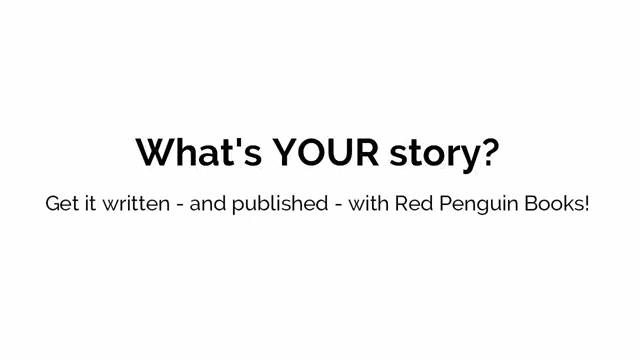 What's YOUR story?
Get it written - and published - with Red Penguin Books!